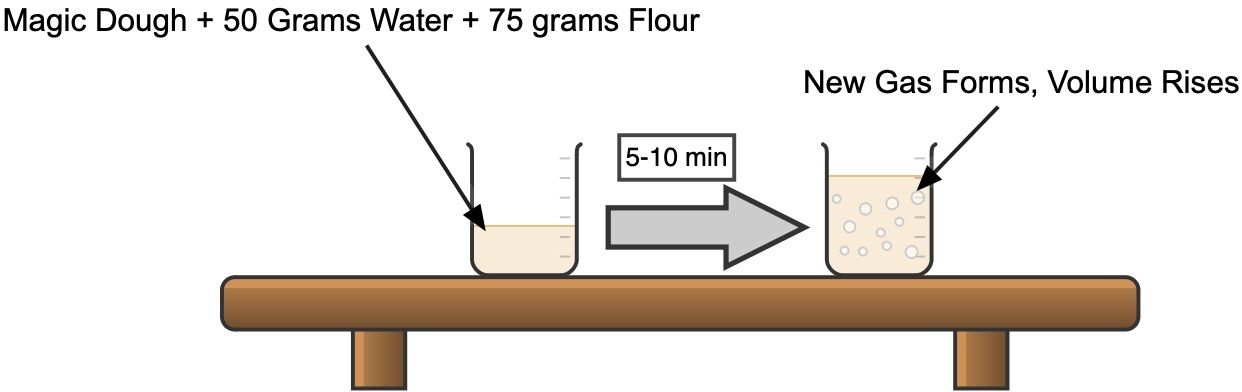 Magic Dough + 50 Grams Water + 75 grams Flour
New Gas Forms, Volume Rises
5-10 min